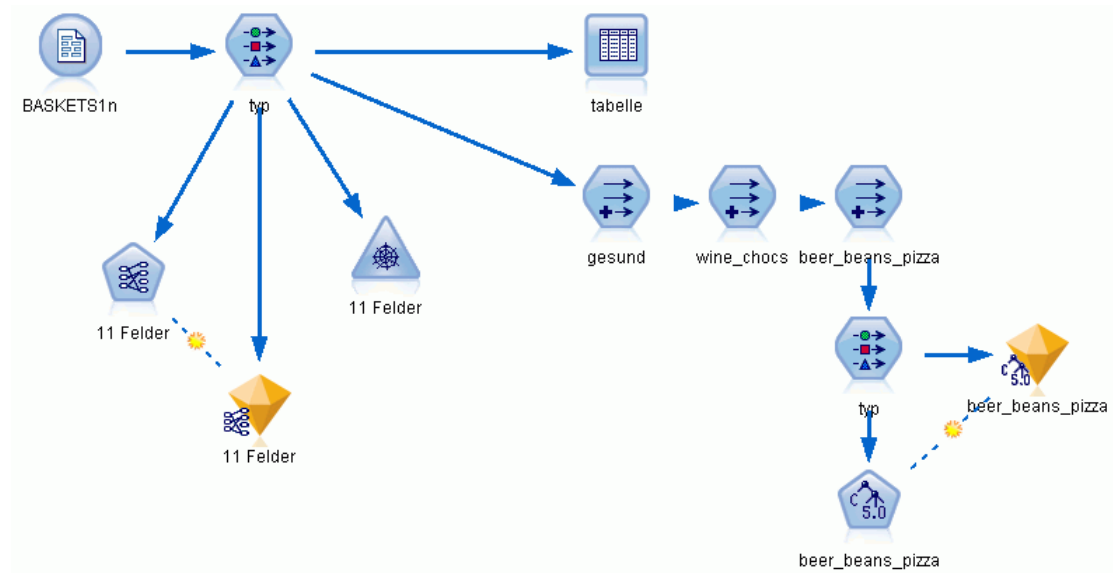 BASKETS1n
typ
tabelle
gesund
wine_chocs
beer_beans_pizza
11 Felder
11 Felder
11 Felder
typ
C 5.0
beer_beans_pizza
C 5.0
beer_beans_pizza